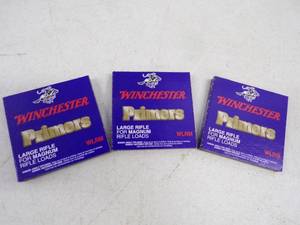 WINCHESTER
Primers
LARGE RIFLE
FOR MAGNUM
RIFLE LOADS
WLRM
WINCHESTER
Primers
LARGE RIFLE
FOR MAGNUM
RIFLE LOADS
WLRM
WINCHESTER
Primers
LARGE RIFLE
FOR MAGNUM
RIFLE LOADS
WLRM